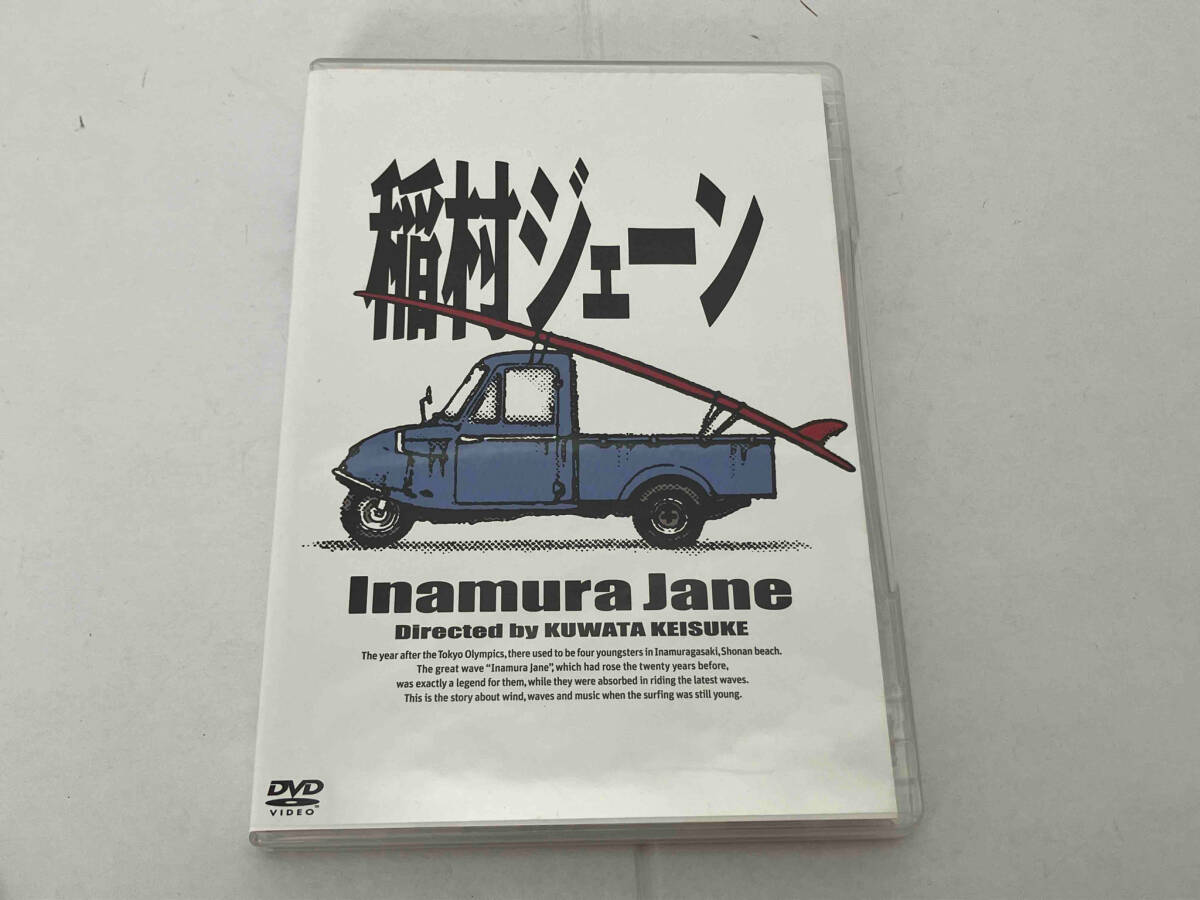 稲村ジェーン
Inamura Jane
Directed by KUWATA KEISUKE
The year after the Tokyo Olympics, there used to be four youngsters in Inamuragasaki, Shonan beach.
The great wave "Inamura Jane", which had rose the twenty years before,
was exactly a legend for them, while they were absorbed in riding the latest waves.
This is the story about wind, waves and music when the surfing was still young.
DVD
VIDEO